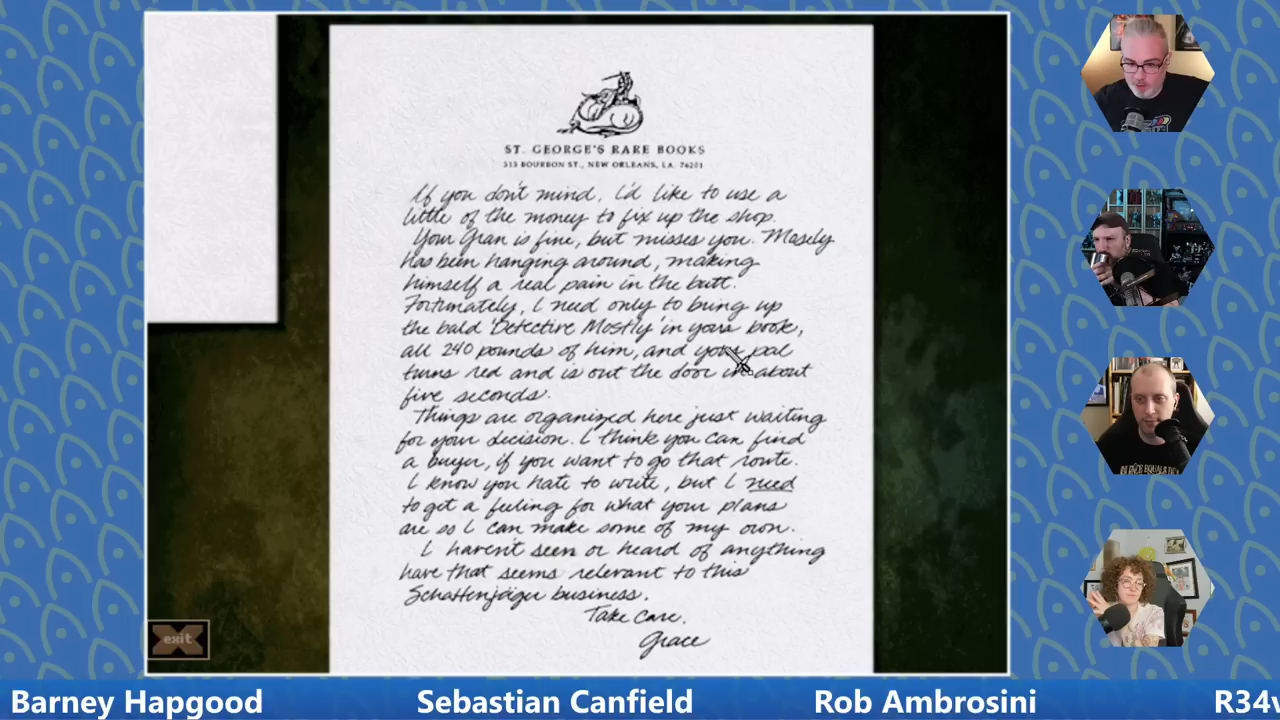 ST. GEORGE'S RARE BOOKS
313 BOURBON ST., NEW ORLEANS, LA. 76201
If you don't mind, I'd like to use a
little of the money to fix up the shop.
Your Gran is fine, but misses you. Mosely
has been hanging around, making
himself a real pain in the butt.
Fortunately, I need only to bring up
the bald 'Detective Mostly' in your book,
all 240 pounds of him, and your pal
turns red and is out the door in about
five seconds.
Things are organized here just waiting
for your decision. I think you can find
a buyer, if you want to go that route.
I know you hate to write, but I need
to get a feeling for what your plans
are so I can make some of my own.
I haven't seen or heard of anything
have that seems relevant to this
Schattenjäger business.
Take care.
Grace
exit
Barney Hapgood Sebastian Canfield Rob Ambrosini R34v